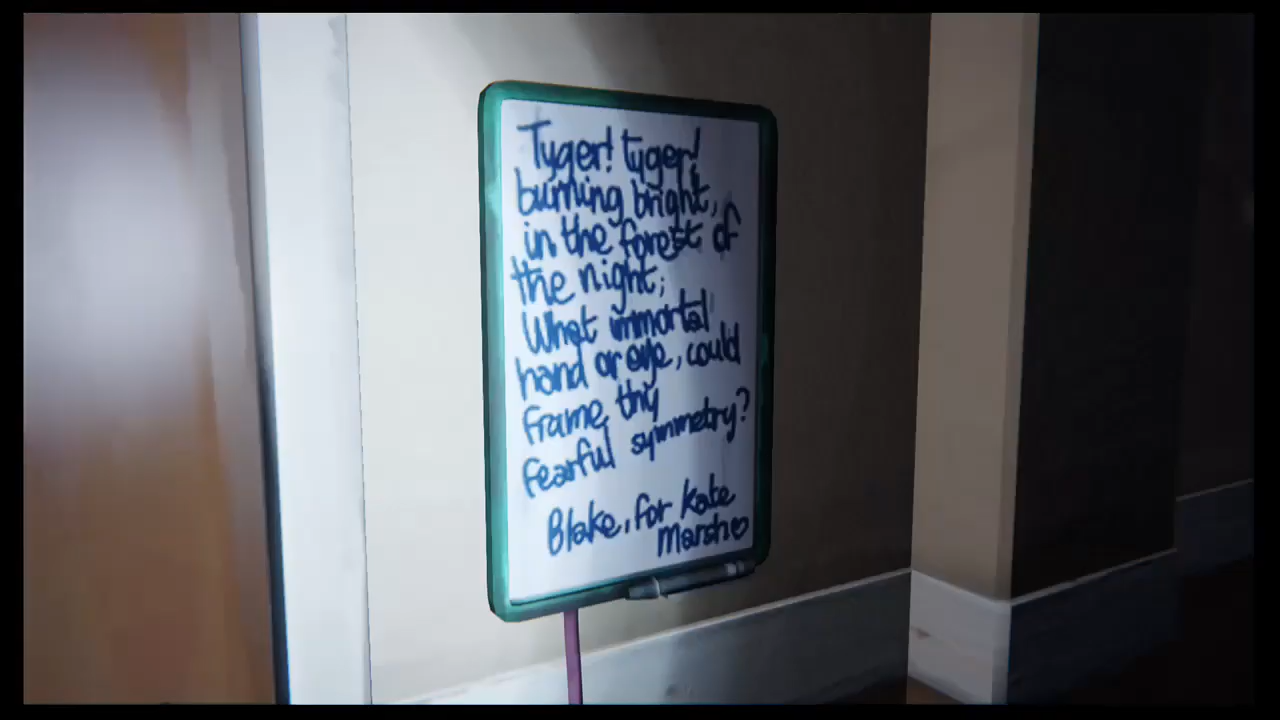 Tyger! tyger!
burning bright,
in the forest of
the night;
What immortal
hand or eye, could
frame thy
fearful symmetry?
Blake, for Kate
Marsh♡